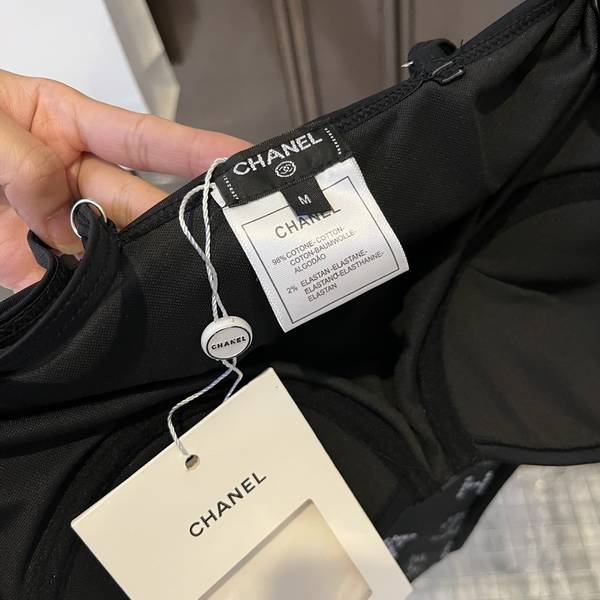 CHANEL
M
CHANEL
98% COTONE-COTTON-
COTON-BAUMWOLLE-
ALGODÃO
2% ELASTAN-ELASTANE-
ELASTANO-ELASTHANNE-
ELASTAN
CHANEL
CHANEL